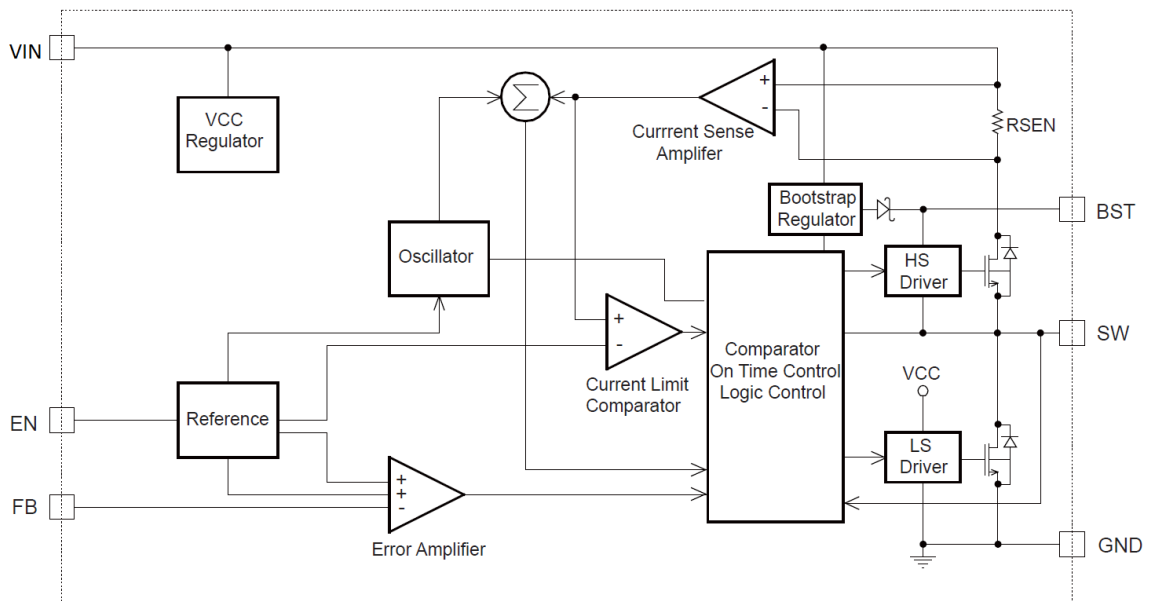 VIN
VCC
Regulator
Σ
+
-
Currrent Sense
Amplifer
RSEN
Bootstrap
Regulator
BST
Oscillator
HS
Driver
+
-
Current Limit
Comparator
Comparator
On Time Control
Logic Control
SW
VCC
EN
Reference
LS
Driver
FB
+
+
-
Error Amplifier
GND